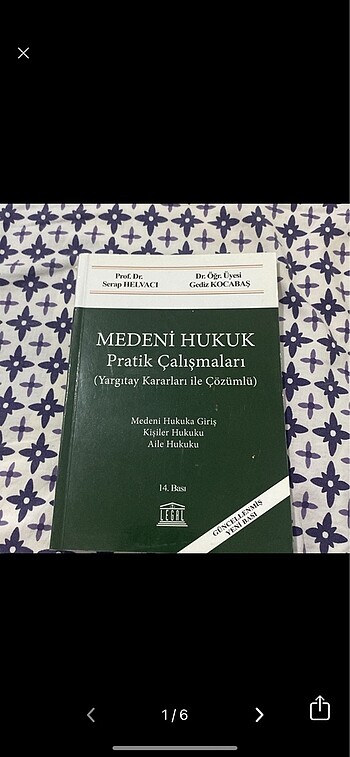 Prof. Dr.
Serap HELVACI
Dr. Öğr. Üyesi
Gediz KOCABAŞ
MEDENİ HUKUK
Pratik Çalışmaları
(Yargıtay Kararları ile Çözümlü)
Medeni Hukuka Giriş
Kişiler Hukuku
Aile Hukuku
14. Bası
LEGAL
GÜNCELLENMİŞ
YENİ BASI
1/6